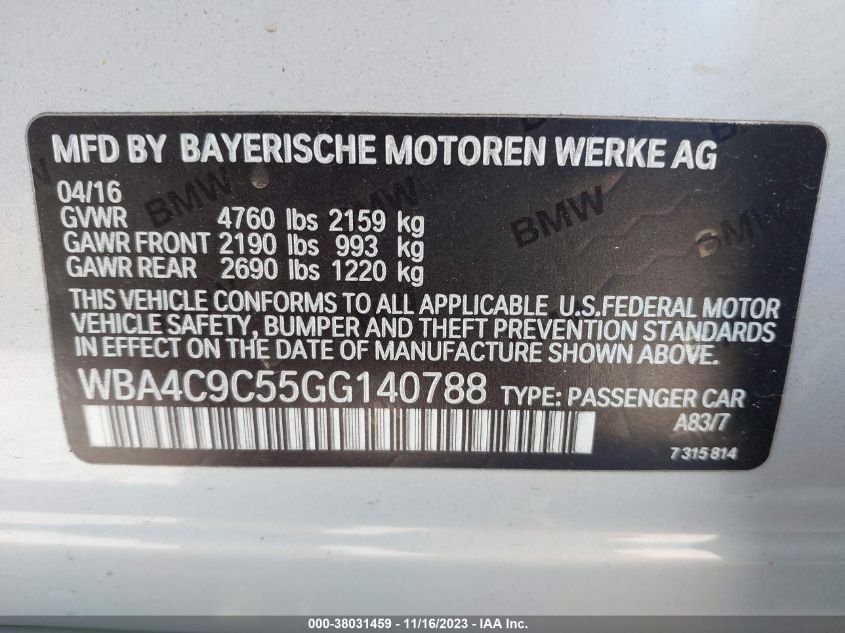 MFD BY BAYERISCHE MOTOREN WERKE AG
04/16
GVWR 4760 lbs 2159 kg
GAWR FRONT 2190 lbs 993 kg
GAWR REAR 2690 lbs 1220 kg
THIS VEHICLE CONFORMS TO ALL APPLICABLE U.S.FEDERAL MOTOR
VEHICLE SAFETY, BUMPER AND THEFT PREVENTION STANDARDS
IN EFFECT ON THE DATE OF MANUFACTURE SHOWN ABOVE.
WBA4C9C55GG140788 TYPE: PASSENGER CAR
A83/7
7 315 814
BMW
BMW
BMW
000-38031459 - 11/16/2023 - IAA Inc.